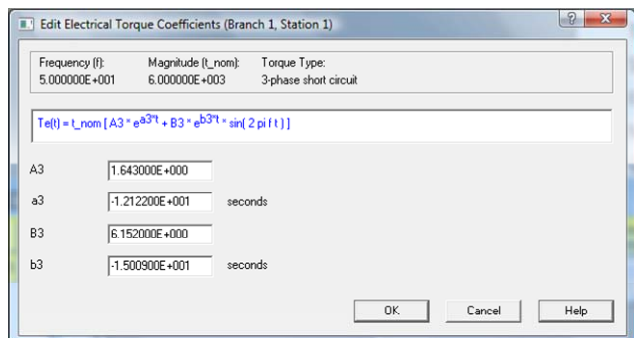 Edit Electrical Torque Coefficients (Branch 1, Station 1)
Frequency (f): Magnitude (t_nom): Torque Type:
5.000000E+001 6.000000E+003 3-phase short circuit
Te(t) = t_nom [ A3 * e^a3*t + B3 * e^b3*t * sin( 2 pi f t ) ]
A3 1.643000E+000
a3 -1.212200E+001 seconds
B3 6.152000E+000
b3 -1.500900E+001 seconds
OK Cancel Help